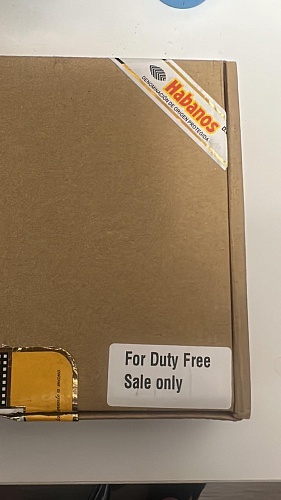 Habanos
DENOMINACIÓN DE ORIGEN PROTEGIDA
For Duty Free
Sale only